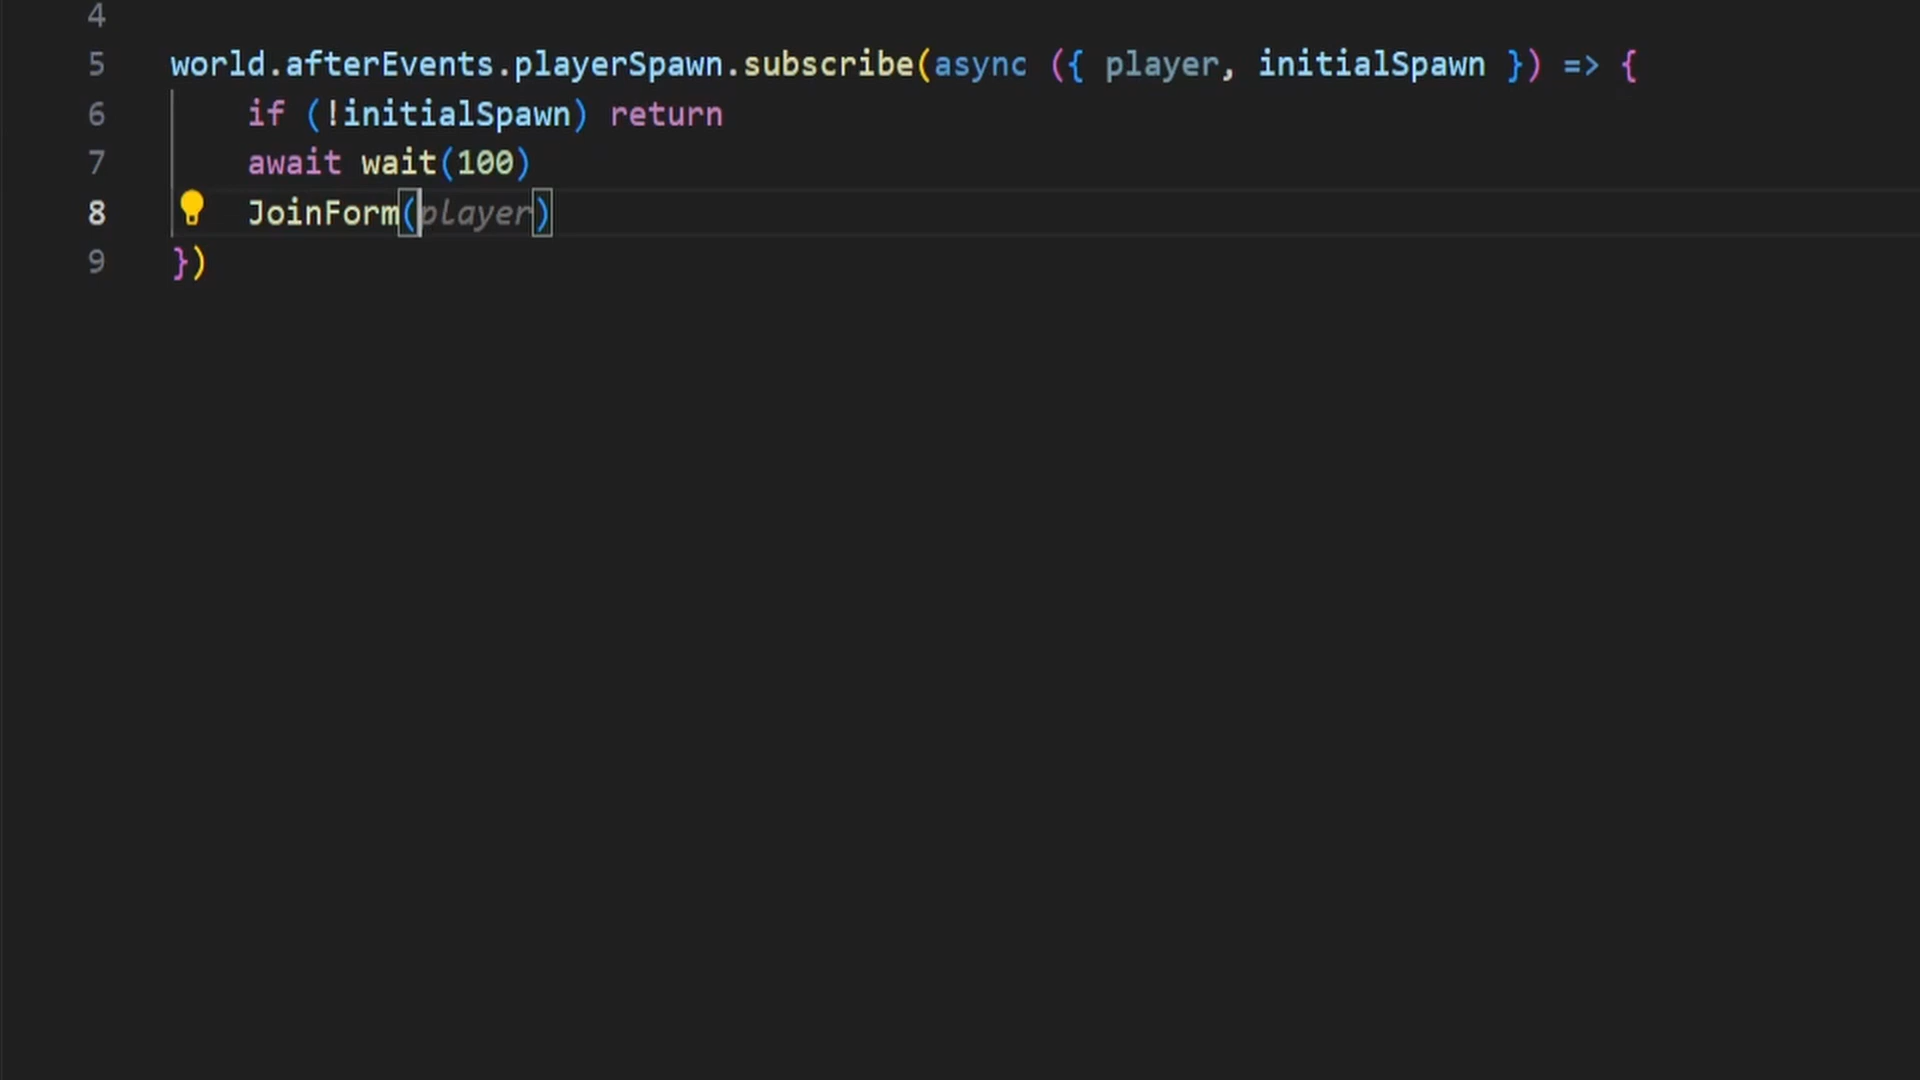 4
5 world.afterEvents.playerSpawn.subscribe(async ({ player, initialSpawn }) => {
6 if (!initialSpawn) return
7 await wait(100)
8 JoinForm(player)
9 })